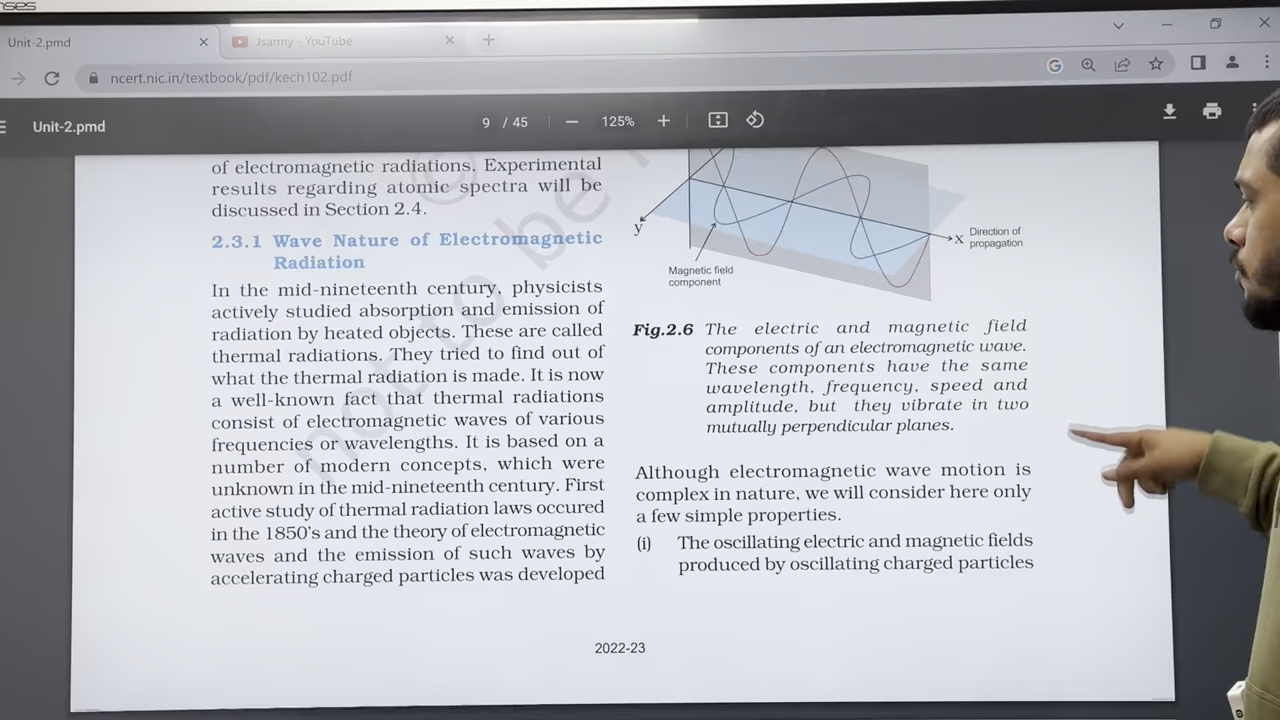 nses
Unit-2.pmd
Jsarmy - YouTube
ncert.nic.in/textbook/pdf/kech102.pdf
Unit-2.pmd
9 / 45
125%
of electromagnetic radiations. Experimental
results regarding atomic spectra will be
discussed in Section 2.4.
2.3.1 Wave Nature of Electromagnetic
Radiation
In the mid-nineteenth century, physicists
actively studied absorption and emission of
radiation by heated objects. These are called
thermal radiations. They tried to find out of
what the thermal radiation is made. It is now
a well-known fact that thermal radiations
consist of electromagnetic waves of various
frequencies or wavelengths. It is based on a
number of modern concepts, which were
unknown in the mid-nineteenth century. First
active study of thermal radiation laws occured
in the 1850's and the theory of electromagnetic
waves and the emission of such waves by
accelerating charged particles was developed
y
x
Direction of
propagation
Magnetic field
component
Fig.2.6 The electric and magnetic field
components of an electromagnetic wave.
These components have the same
wavelength, frequency, speed and
amplitude, but they vibrate in two
mutually perpendicular planes.
Although electromagnetic wave motion is
complex in nature, we will consider here only
a few simple properties.
(i) The oscillating electric and magnetic fields
produced by oscillating charged particles
© not to be
2022-23